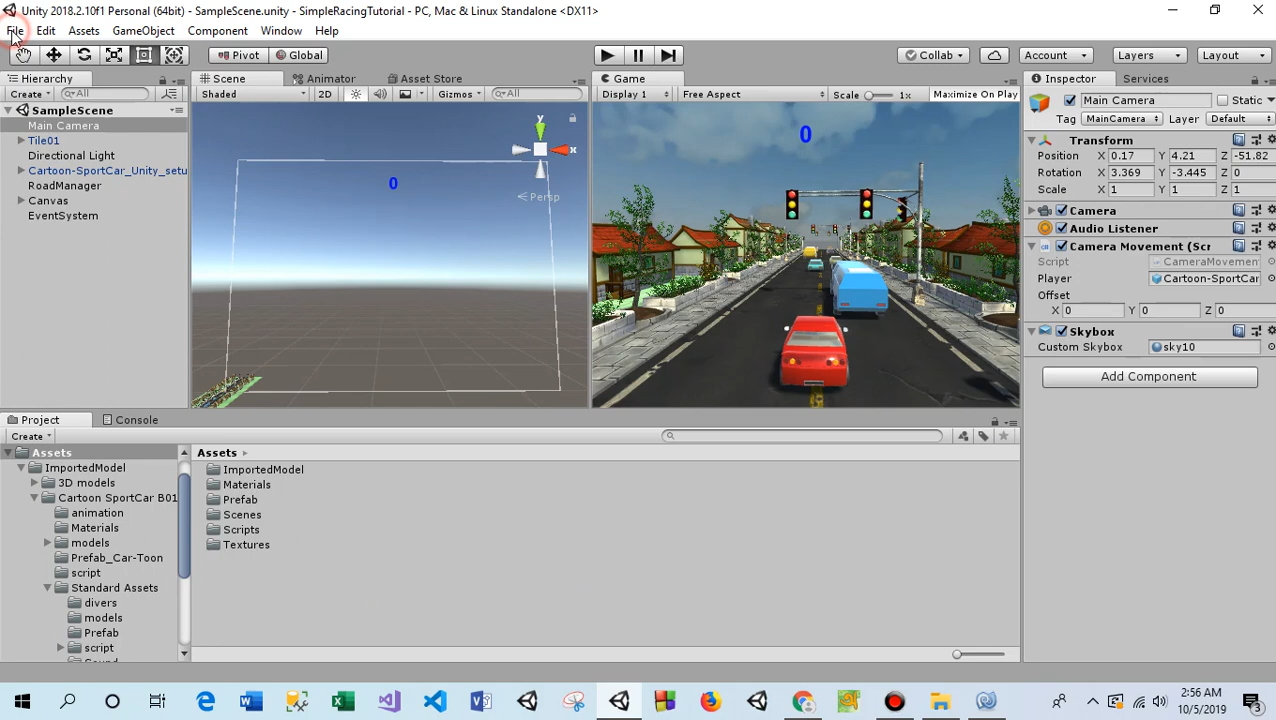 Unity 2018.2.10f1 Personal (64bit) - SampleScene.unity - SimpleRacingTutorial - PC, Mac & Linux Standalone <DX11>
File Edit Assets GameObject Component Window Help
Pivot Global Collab Account Layers Layout
Hierarchy Scene Animator Asset Store Game Inspector Services
Create All Shaded 2D Gizmos All Display 1 Free Aspect Scale 1x Maximize On Play Main Camera Static
SampleScene y Tag MainCamera Layer Default
Main Camera 0
Tile01 x Transform
Directional Light Position X 0.17 Y 4.21 Z -51.82
Cartoon-SportCar_Unity_setu Rotation X 3.369 Y -3.445 Z 0
RoadManager 0 Scale X 1 Y 1 Z 1
Canvas Persp Camera
EventSystem Audio Listener
Camera Movement (Scr
Script CameraMovemen
Player Cartoon-SportCar
Offset
X 0 Y 0 Z 0
Skybox
Custom Skybox sky10
Add Component
Project Console
Create
Assets Assets
ImportedModel ImportedModel
3D models Materials
Cartoon SportCar B01 Prefab
animation Scenes
Materials Scripts
models Textures
Prefab_Car-Toon
script
Standard Assets
divers
models
Prefab
script
Sound
2:56 AM
10/5/2019
3